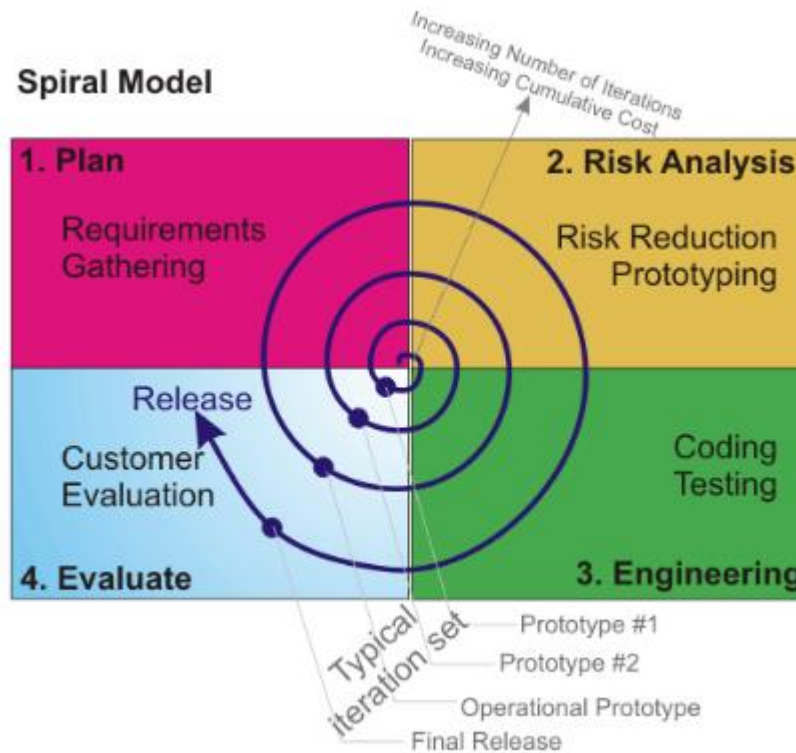 Spiral Model
Increasing Number of Iterations
Increasing Cumulative Cost
1. Plan
Requirements
Gathering
2. Risk Analysis
Risk Reduction
Prototyping
Release
Customer
Evaluation
4. Evaluate
Coding
Testing
3. Engineering
Typical
iteration set
Prototype #1
Prototype #2
Operational Prototype
Final Release